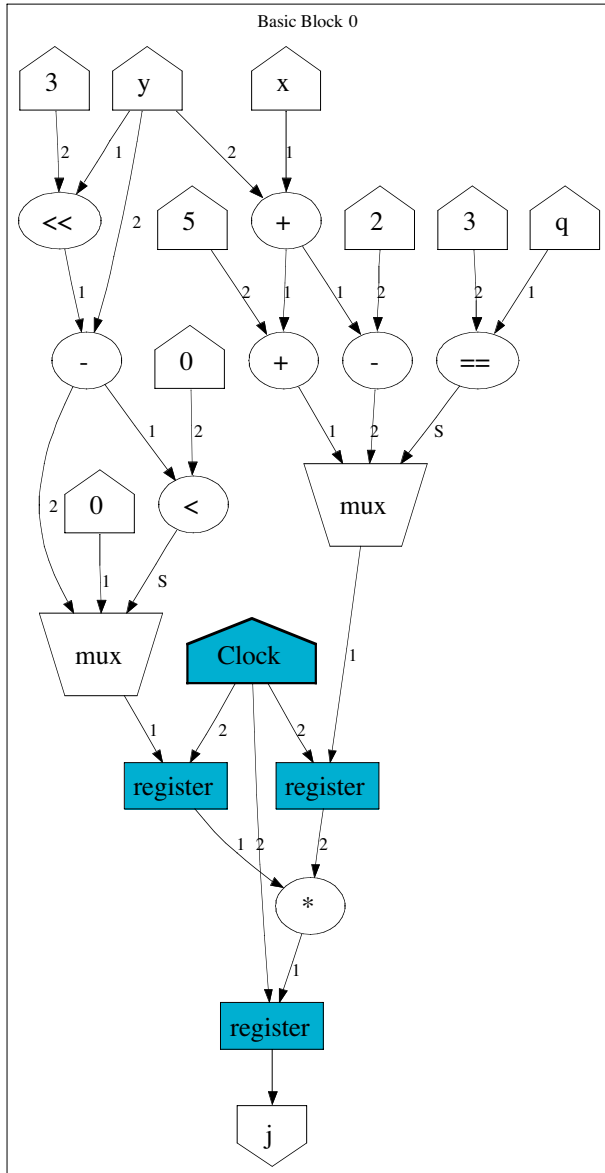 Basic Block 0
3 y x
2 1 2 1
<< 2 5 + 2 3 q
1 2 1 1 2 2 1
- 0 + - ==
1 2 1 2 S
2 0 < mux
1 S
mux Clock 1
1 2 2
register register
1 2 2
*
1
register
j